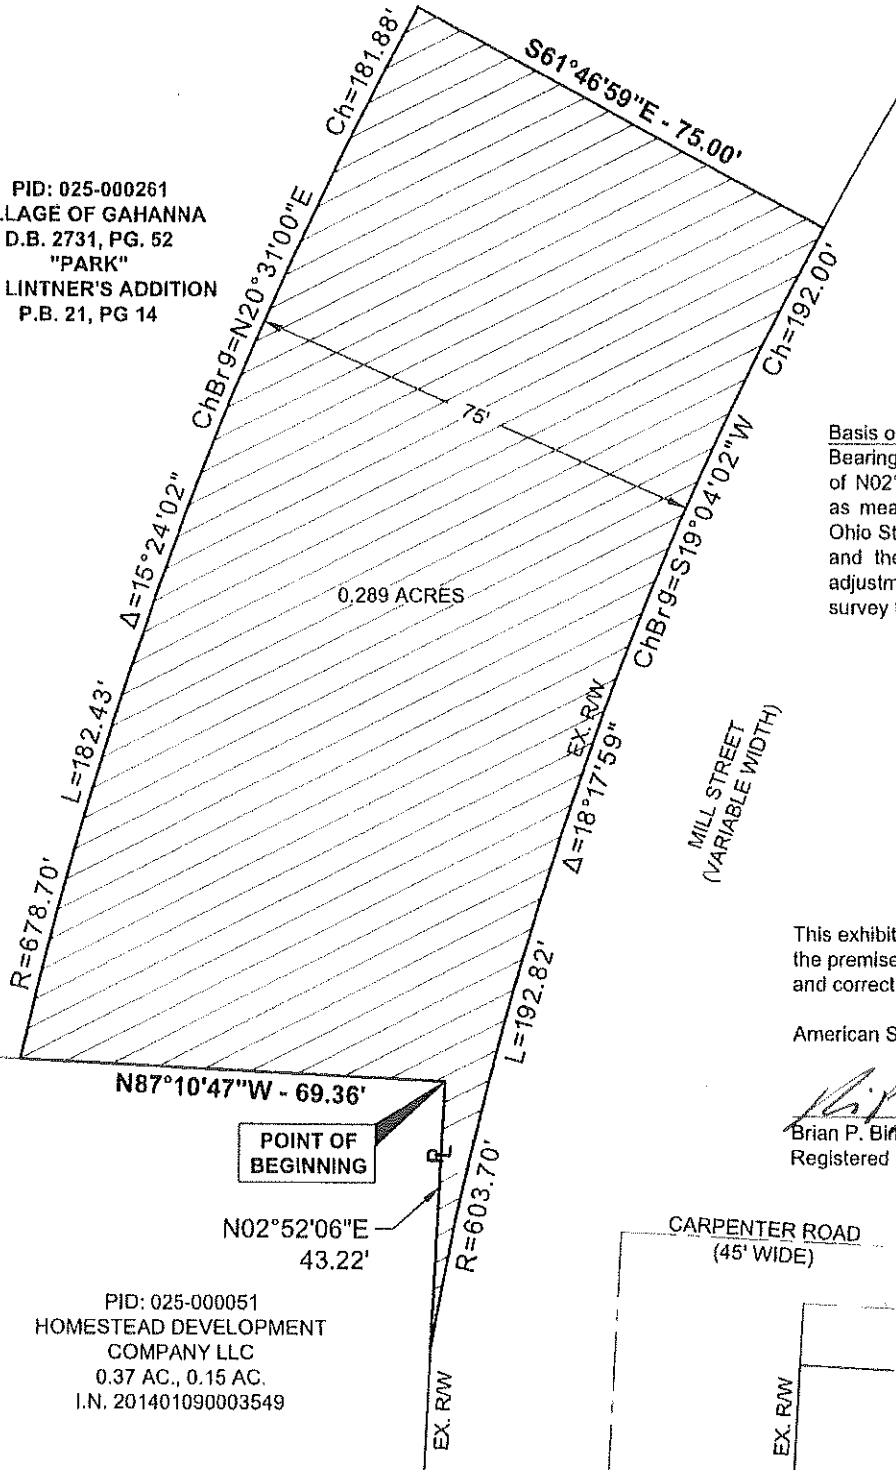 Ch=181.88'
S61°46'59"E - 75.00'
PID: 025-000261
LAGE OF GAHANNA
D.B. 2731, PG. 52
"PARK"
LINTNER'S ADDITION
P.B. 21, PG 14
ChBrg=N20°31'00"E
Ch=192.00'
75'
ChBrg=S19°04'02"W
Basis o
Bearing
of N02°
as mea
Ohio St
and the
adjustm
survey
Δ=15°24'02"
0.289 ACRES
EX. R/W
L=182.43'
Δ=18°17'59"
MILL STREET
(VARIABLE WIDTH)
R=678.70'
L=192.82'
This exhibit
the premise
and correct
American S
N87°10'47"W - 69.36'
POINT OF
BEGINNING
PL
Brian P. Bin
Registered
R=603.70'
N02°52'06"E
43.22'
CARPENTER ROAD
(45' WIDE)
PID: 025-000051
HOMESTEAD DEVELOPMENT
COMPANY LLC
0.37 AC., 0.15 AC.
I.N. 201401090003549
EX. R/W
EX. R/W